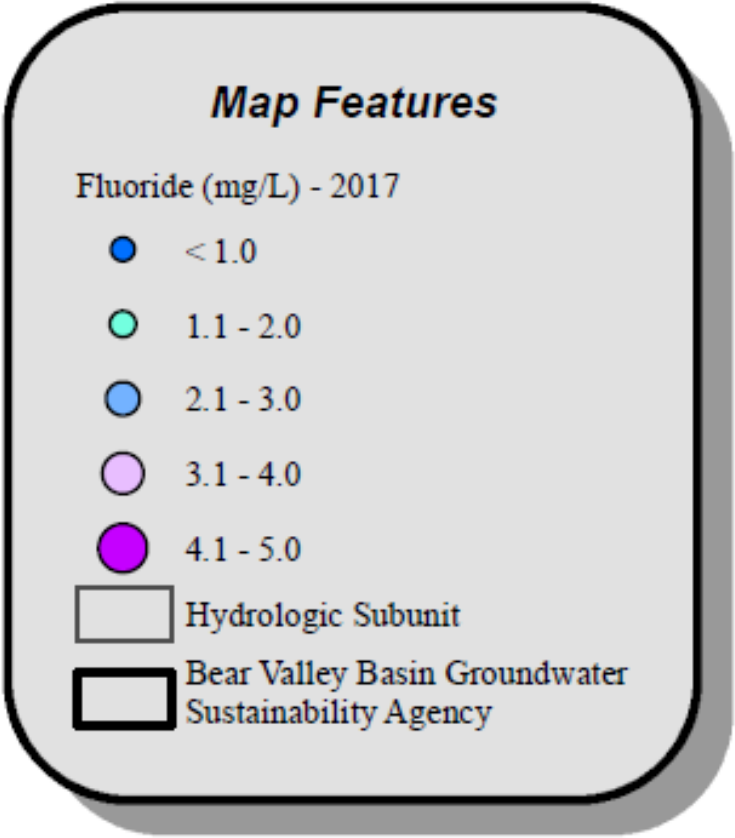 Map Features
Fluoride (mg/L) - 2017
< 1.0
1.1 - 2.0
2.1 - 3.0
3.1 - 4.0
4.1 - 5.0
Hydrologic Subunit
Bear Valley Basin Groundwater
Sustainability Agency